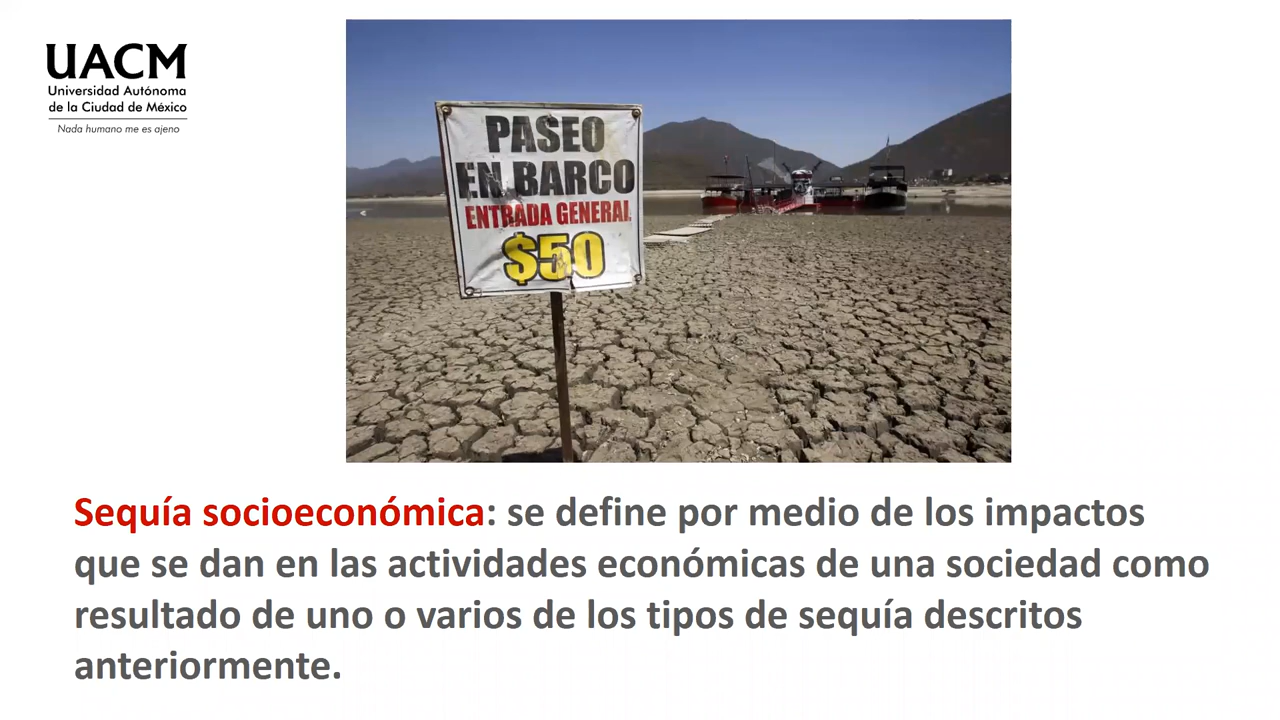 UACM
Universidad Autónoma
de la Ciudad de México
Nada humano me es ajeno
PASEO
EN BARCO
ENTRADA GENERAL
$50
Sequía socioeconómica: se define por medio de los impactos
que se dan en las actividades económicas de una sociedad como
resultado de uno o varios de los tipos de sequía descritos
anteriormente.